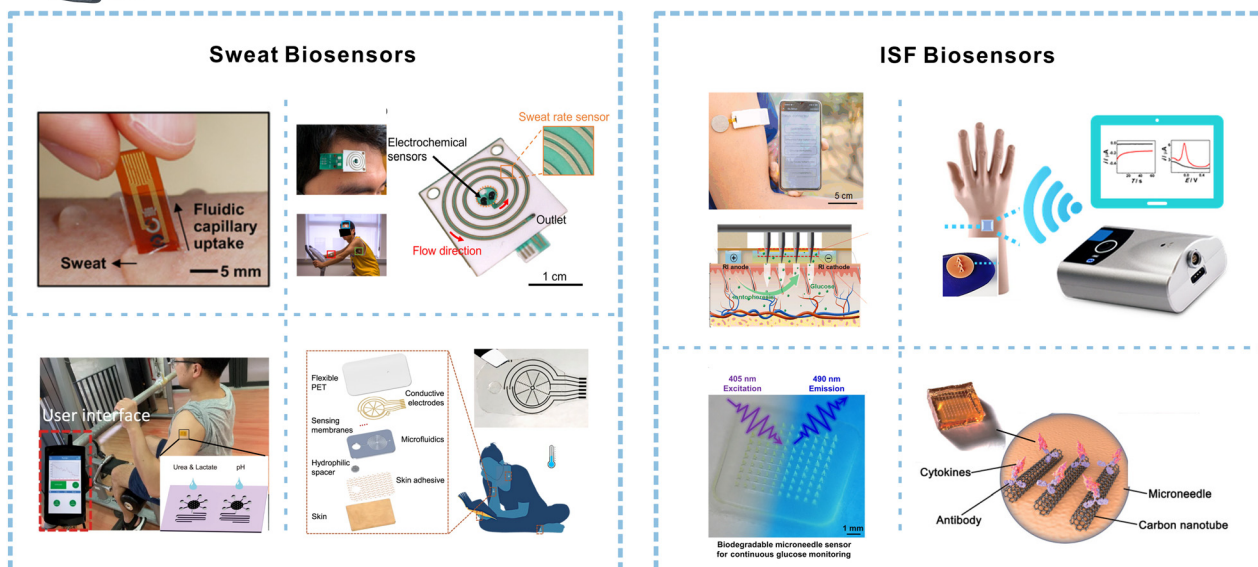 Sweat Biosensors
Fluidic
capillary
uptake
Sweat
5 mm
Sweat rate sensor
Electrochemical
sensors
Outlet
Flow direction
1 cm
User interface
Urea & Lactate
pH
Flexible
PET
Conductive
electrodes
Sensing
membranes
Microfluidics
Hydrophilic
spacer
Skin adhesive
Skin
ISF Biosensors
5 cm
RI anode
RI cathode
Glucose
I / μA
T / s
I / μA
E / V
405 nm
Excitation
490 nm
Emission
1 mm
Biodegradable microneedle sensor
for continuous glucose monitoring
Cytokines
Antibody
Microneedle
Carbon nanotube